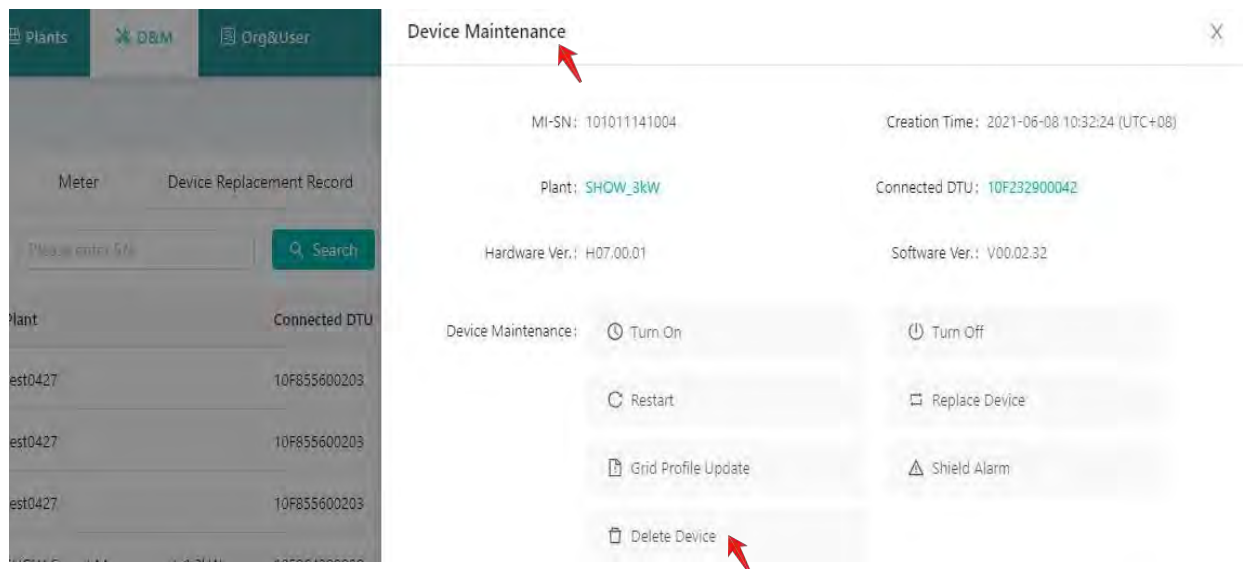 Plants O&M Org&User
Device Maintenance
MI-SN: 101011141004 Creation Time: 2021-06-08 10:32:24 (UTC+08)
Meter Device Replacement Record
Plant: SHOW_3kW Connected DTU: 10F232900042
Please enter SN Search
Hardware Ver.: H07.00.01 Software Ver.: V00.02.32
Plant Connected DTU
Device Maintenance: Turn On Turn Off
est0427 10F855600203
Restart Replace Device
est0427 10F855600203
Grid Profile Update Shield Alarm
est0427 10F855600203
Delete Device